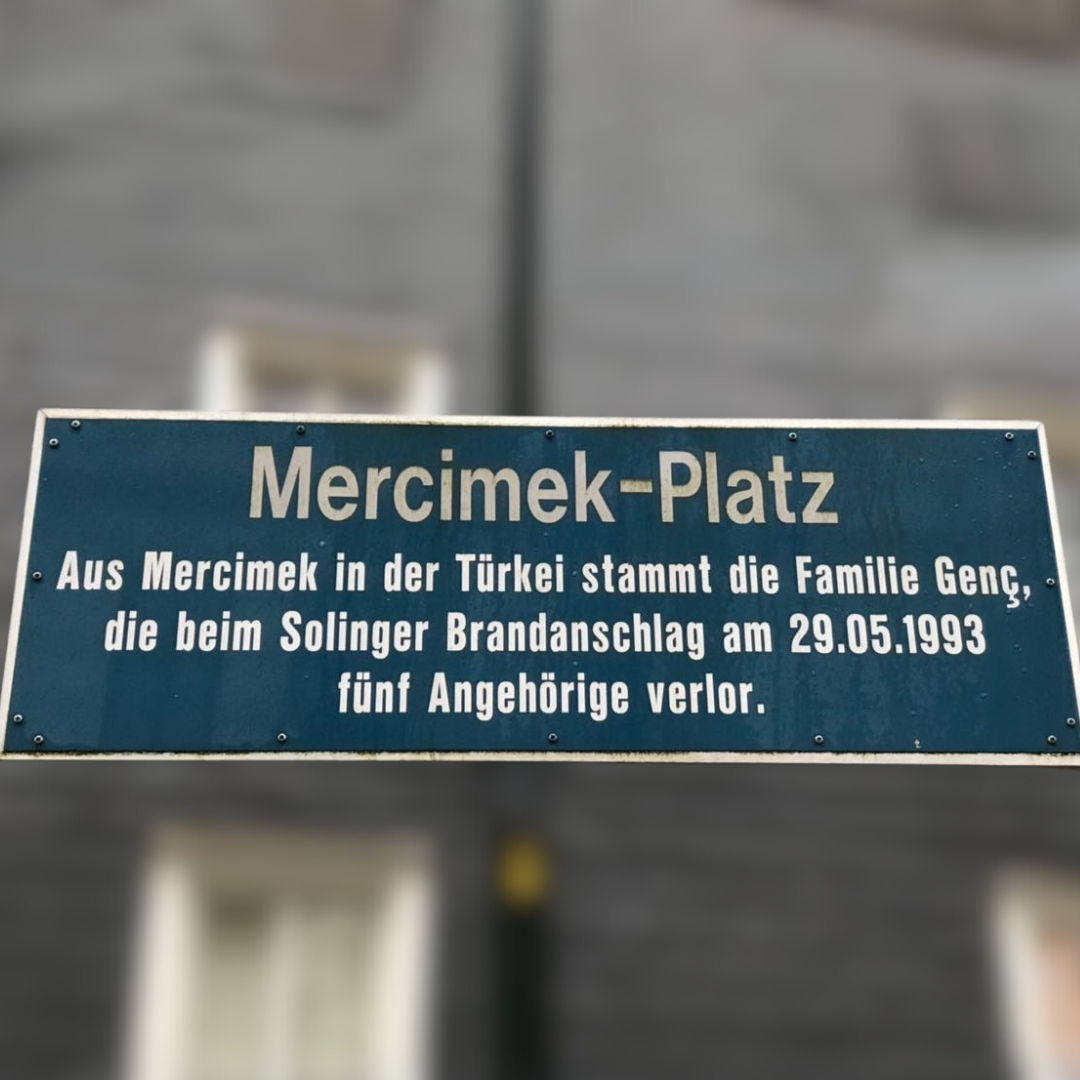 Mercimek-Platz
Aus Mercimek in der Türkei stammt die Familie Genç,
die beim Solinger Brandanschlag am 29.05.1993
fünf Angehörige verlor.